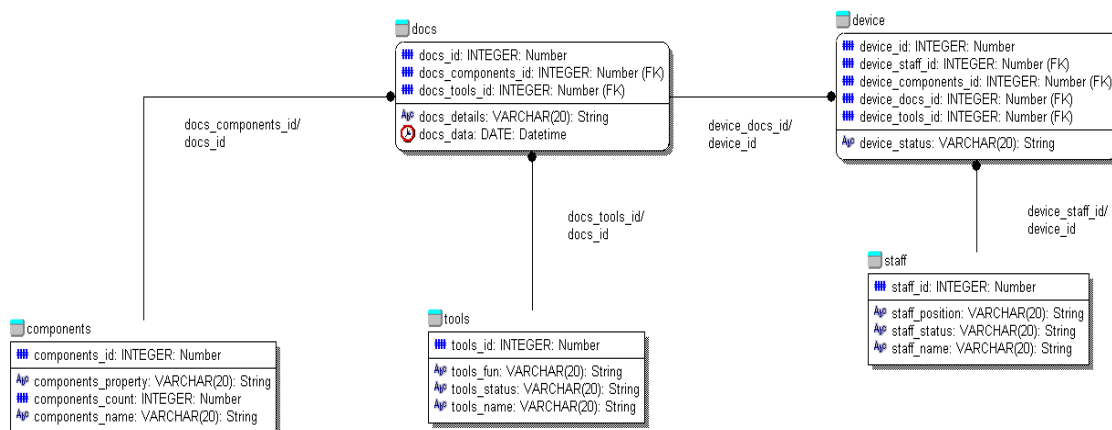 docs
docs_id: INTEGER: Number
docs_components_id: INTEGER: Number (FK)
docs_tools_id: INTEGER: Number (FK)
docs_details: VARCHAR(20): String
docs_data: DATE: Datetime
device
device_id: INTEGER: Number
device_staff_id: INTEGER: Number (FK)
device_components_id: INTEGER: Number (FK)
device_docs_id: INTEGER: Number (FK)
device_tools_id: INTEGER: Number (FK)
device_status: VARCHAR(20): String
docs_components_id/
docs_id
device_docs_id/
device_id
docs_tools_id/
docs_id
device_staff_id/
device_id
components
components_id: INTEGER: Number
components_property: VARCHAR(20): String
components_count: INTEGER: Number
components_name: VARCHAR(20): String
tools
tools_id: INTEGER: Number
tools_fun: VARCHAR(20): String
tools_status: VARCHAR(20): String
tools_name: VARCHAR(20): String
staff
staff_id: INTEGER: Number
staff_position: VARCHAR(20): String
staff_status: VARCHAR(20): String
staff_name: VARCHAR(20): String